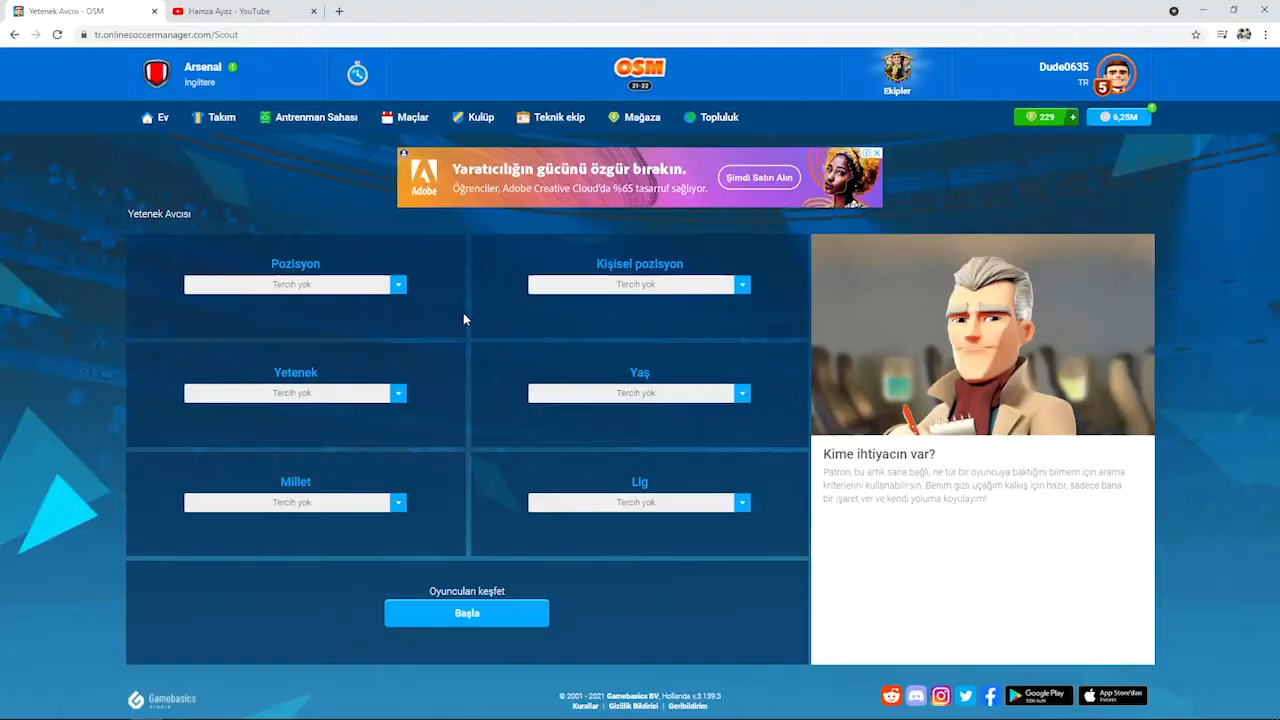 Yetenek Avcısı - OSM
Hamza Ayaz - YouTube
tr.onlinesoccermanager.com/Scout
Arsenal
İngiltere
OSM
21-22
Ekipler
Dude0635
TR
5
Ev
Takım
Antrenman Sahası
Maçlar
Kulüp
Teknik ekip
Mağaza
Topluluk
229
6,25M
Adobe
Yaratıcılığın gücünü özgür bırakın.
Öğrenciler, Adobe Creative Cloud'da %65 tasarruf sağlıyor.
Şimdi Satın Alın
Yetenek Avcısı
Pozisyon
Tercih yok
Kişisel pozisyon
Tercih yok
Yetenek
Tercih yok
Yaş
Tercih yok
Millet
Tercih yok
Lig
Tercih yok
Oyuncuları keşfet
Başla
Kime ihtiyacın var?
Patron, bu artık sana bağlı, ne tür bir oyuncuya baktığını bilmem için arama
kriterlerini kullanabilirsin. Benim gizli uçağım kalkış için hazır, sadece bana
bir işaret ver ve kendi yoluma koyulayım!
Gamebasics
STUDIO
© 2001 - 2021 Gamebasics BV, Hollanda v.3.139.3
Kurallar | Gizlilik Bildirisi | Geribildirim
Google Play
'DEN ALIN
App Store'dan
İndirin